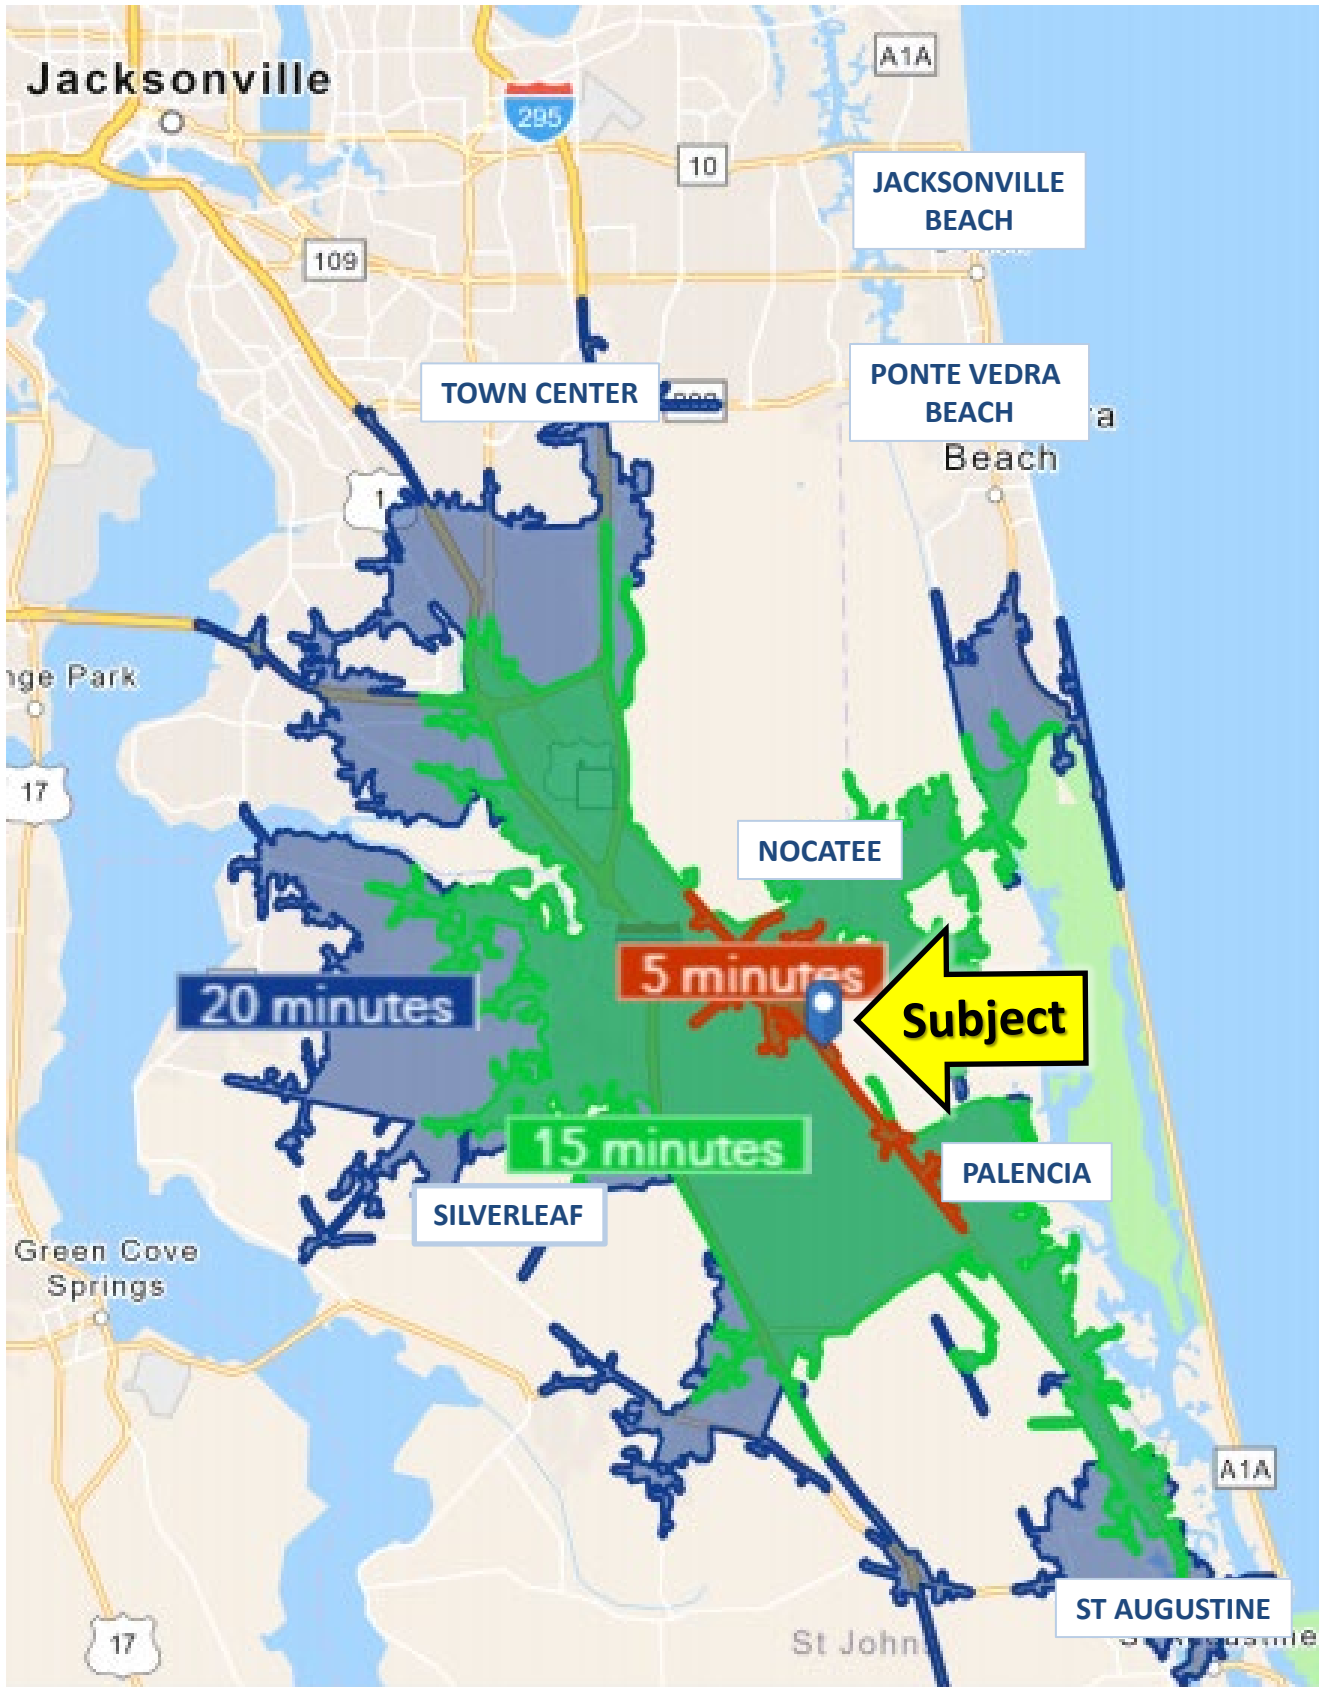 Jacksonville
A1A
295
10
JACKSONVILLE
BEACH
109
TOWN CENTER
PONTE VEDRA
BEACH
ra
Beach
1
nge Park
17
NOCATEE
5 minutes
20 minutes
Subject
15 minutes
PALENCIA
SILVERLEAF
Green Cove
Springs
A1A
ST AUGUSTINE
17
St John